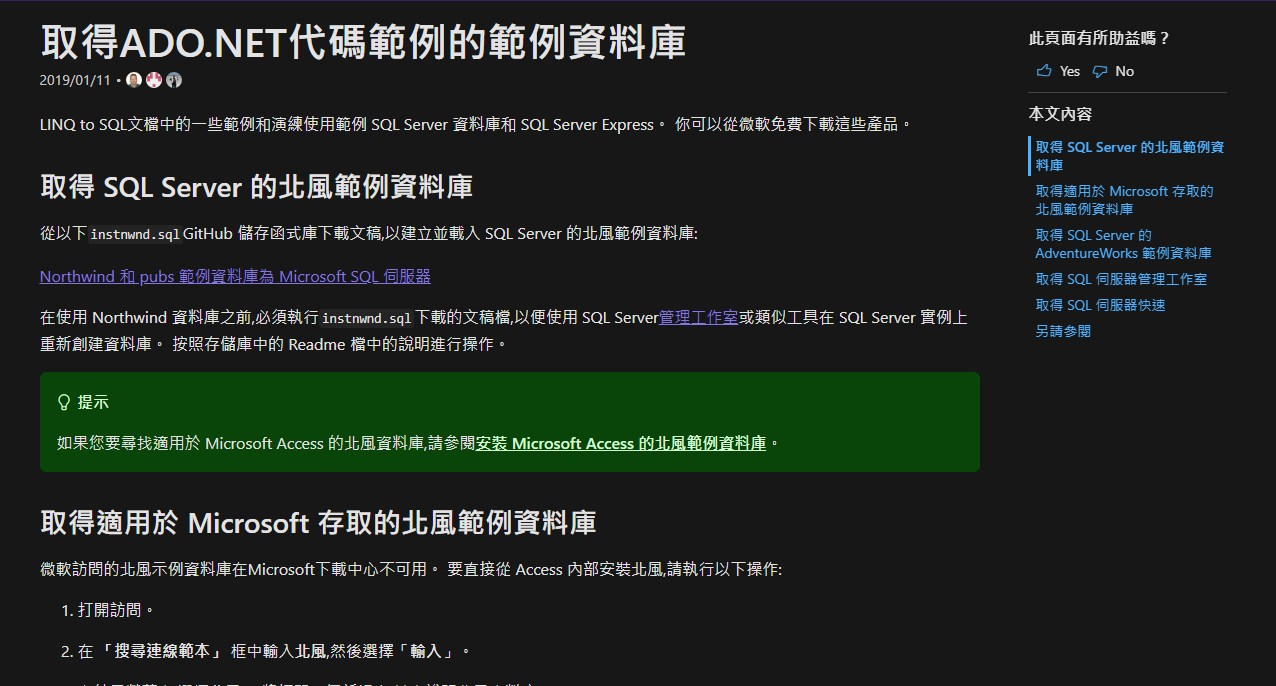 取得ADO.NET代碼範例的範例資料庫
2019/01/11 •
LINQ to SQL文檔中的一些範例和演練使用範例 SQL Server 資料庫和 SQL Server Express。 你可以從微軟免費下載這些產品。
取得 SQL Server 的北風範例資料庫
從以下instnwnd.sqlGitHub 儲存函式庫下載文稿,以建立並載入 SQL Server 的北風範例資料庫:
Northwind 和 pubs 範例資料庫為 Microsoft SQL 伺服器
在使用 Northwind 資料庫之前,必須執行instnwnd.sql下載的文稿檔,以便使用 SQL Server管理工作室或類似工具在 SQL Server 實例上
重新創建資料庫。 按照存儲庫中的 Readme 檔中的說明進行操作。
提示
如果您要尋找適用於 Microsoft Access 的北風資料庫,請參閱安裝 Microsoft Access 的北風範例資料庫。
取得適用於 Microsoft 存取的北風範例資料庫
微軟訪問的北風示例資料庫在Microsoft下載中心不可用。 要直接從 Access 內部安裝北風,請執行以下操作:
1. 打開訪問。
2. 在 「搜尋連線範本」 框中輸入北風,然後選擇「輸入」。
此頁面有所助益嗎？
Yes No
本文內容
取得 SQL Server 的北風範例資
料庫
取得適用於 Microsoft 存取的
北風範例資料庫
取得 SQL Server 的
AdventureWorks 範例資料庫
取得 SQL 伺服器管理工作室
取得 SQL 伺服器快速
另請參閱